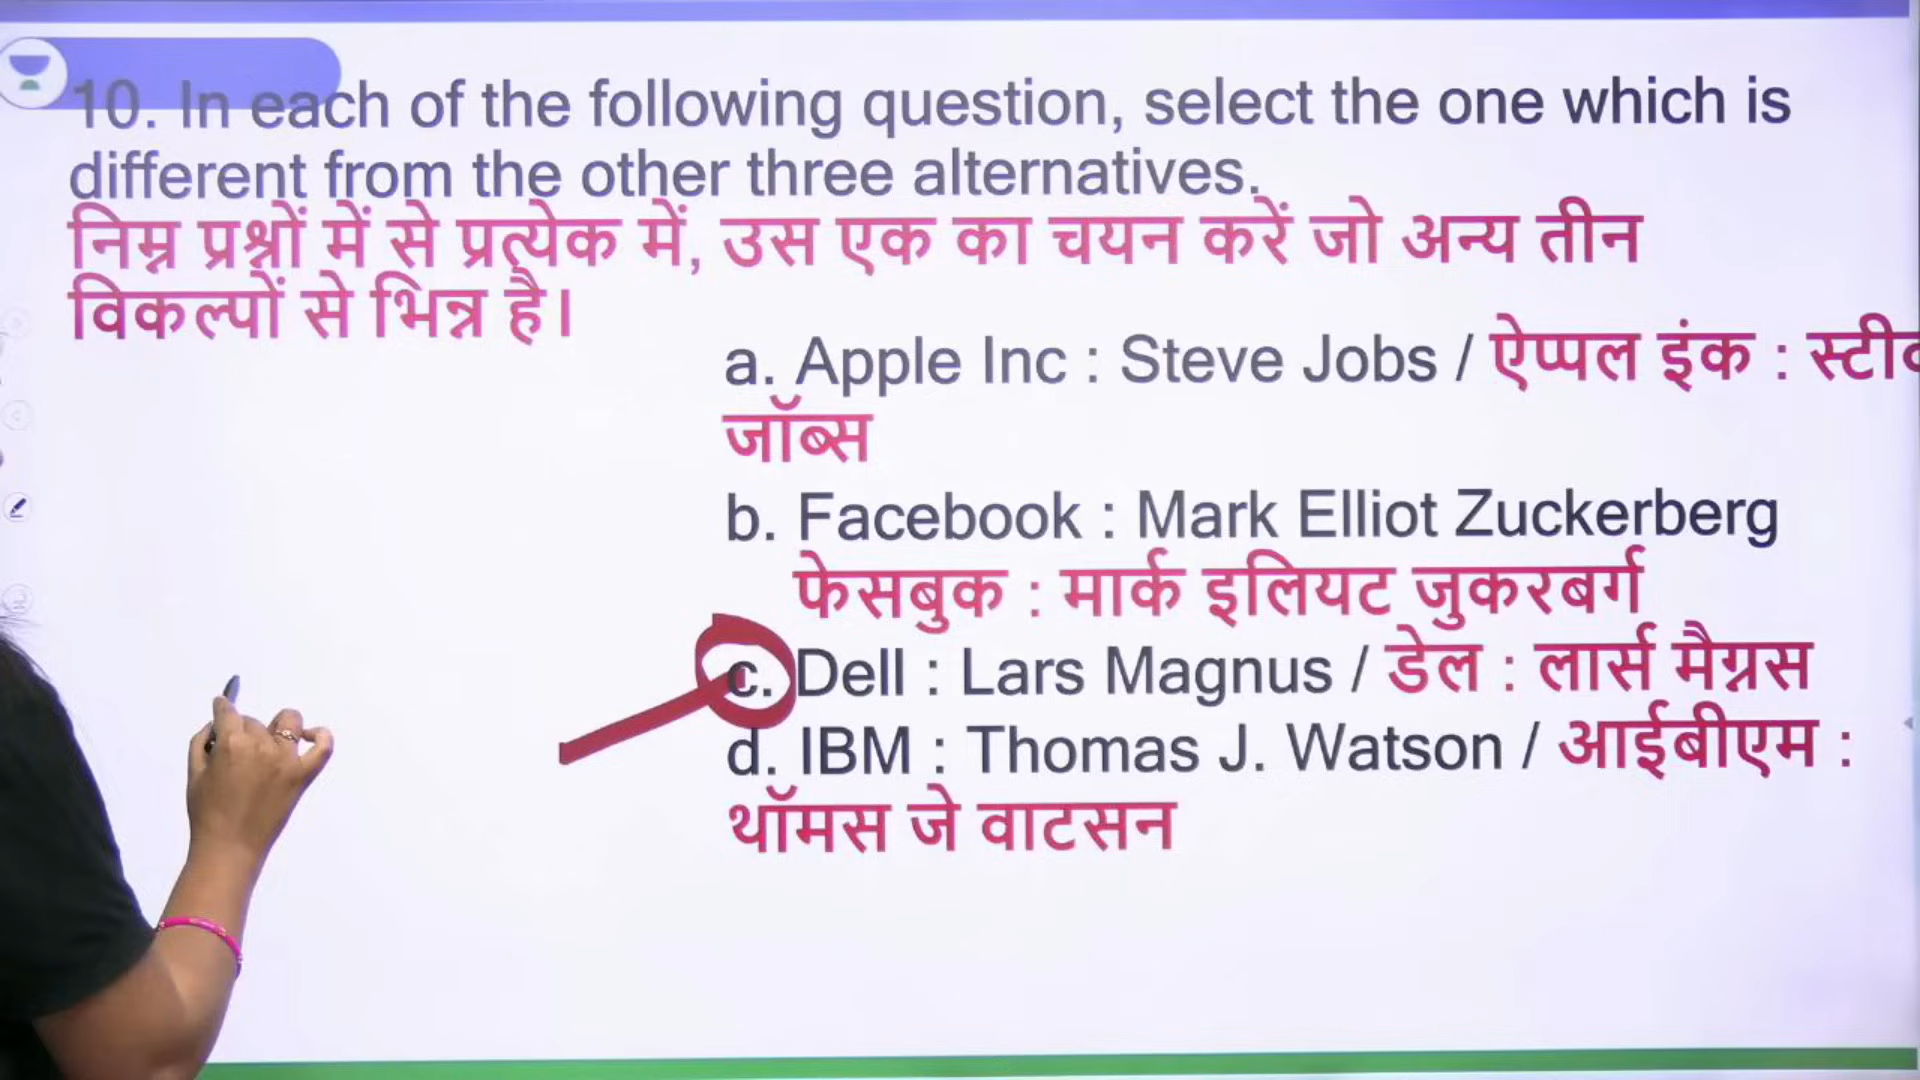 10. In each of the following question, select the one which is
different from the other three alternatives.
निम्न प्रश्नों में से प्रत्येक में, उस एक का चयन करें जो अन्य तीन
विकल्पों से भिन्न है।
a. Apple Inc : Steve Jobs / ऐप्पल इंक : स्टीव
जॉब्स
b. Facebook : Mark Elliot Zuckerberg
फेसबुक : मार्क इलियट जुकरबर्ग
c. Dell : Lars Magnus / डेल : लार्स मैग्नस
d. IBM : Thomas J. Watson / आईबीएम :
थॉमस जे वाटसन